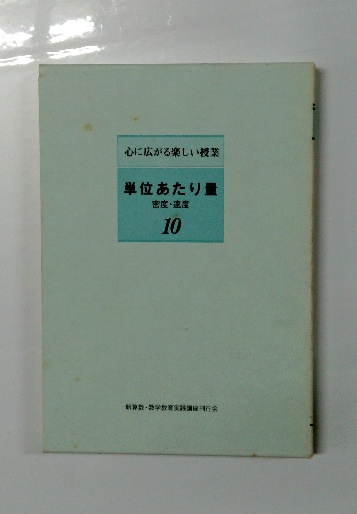 心に広がる楽しい授業
単位あたり量
密度・速度
10
新算数・数学教育実践講座刊行会